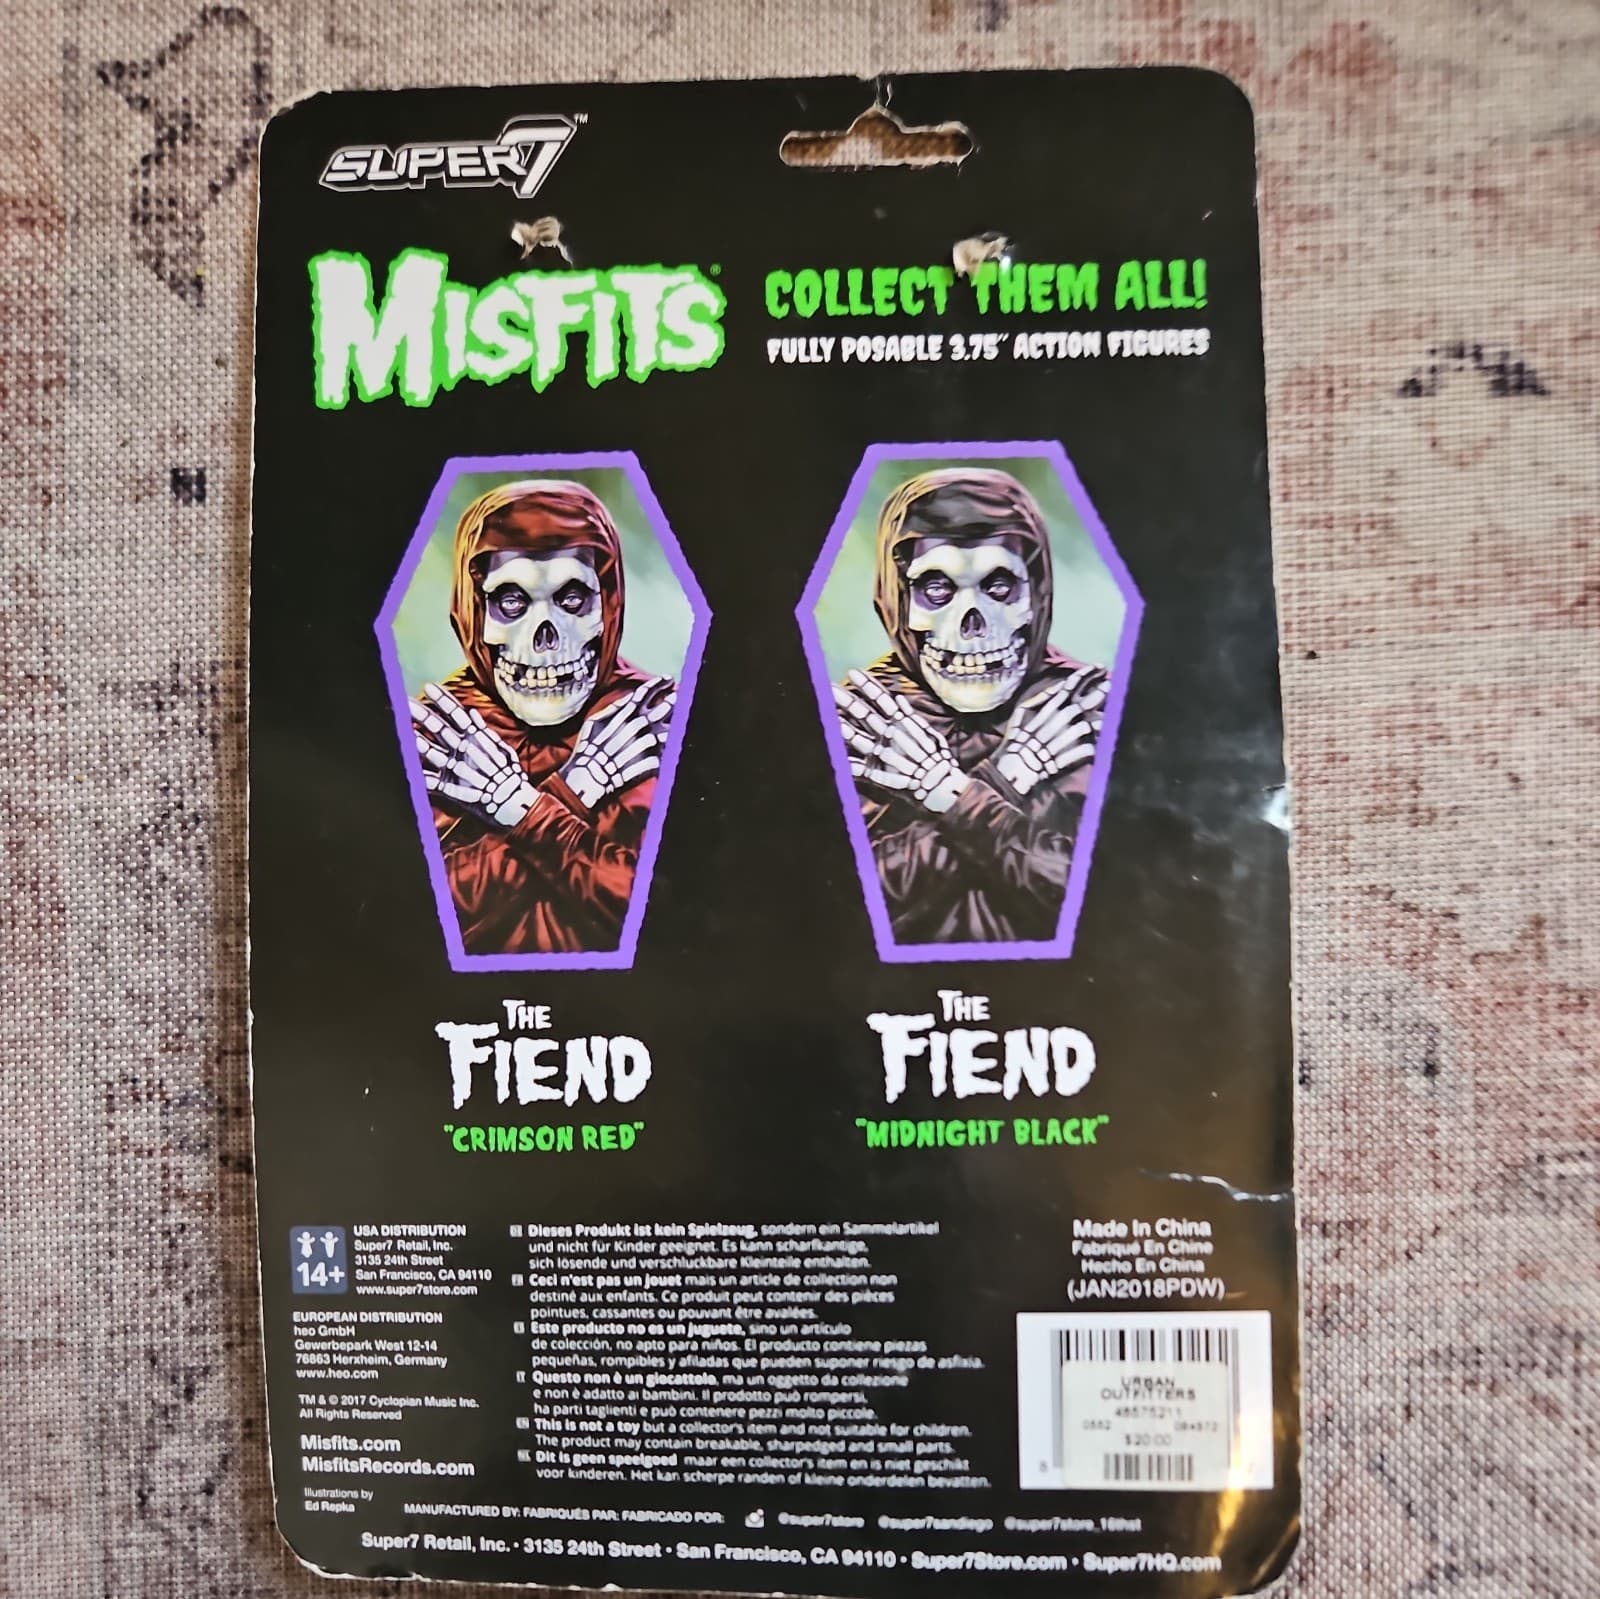 SUPER7™
MISFITS®
COLLECT THEM ALL!
FULLY POSABLE 3.75" ACTION FIGURES
THE
FIEND
"CRIMSON RED"
THE
FIEND
"MIDNIGHT BLACK"
14+
USA DISTRIBUTION
Super7 Retail, Inc.
3135 24th Street
San Francisco, CA 94110
www.super7store.com
EUROPEAN DISTRIBUTION
heo GmbH
Gewerbepark West 12-14
76863 Herxheim, Germany
www.heo.com
TM & © 2017 Cyclopian Music Inc.
All Rights Reserved
Misfits.com
MisfitsRecords.com
Illustrations by
Ed Repka
Dieses Produkt ist kein Spielzeug, sondern ein Sammelartikel
und nicht für Kinder geeignet. Es kann scharfkantige,
sich lösende und verschluckbare Kleinteile enthalten.
Ceci n'est pas un jouet mais un article de collection non
destiné aux enfants. Ce produit peut contenir des pièces
pointues, cassantes ou pouvant être avalées.
Este producto no es un juguete, sino un artículo
de colección, no apto para niños. El producto contiene piezas
pequeñas, rompibles y afiladas que pueden suponer riesgo de asfixia.
IT Questo non è un giocattolo, ma un oggetto da collezione
e non è adatto ai bambini. Il prodotto può rompersi,
ha parti taglienti e può contenere pezzi molto piccole.
EN This is not a toy but a collector's item and not suitable for children.
The product may contain breakable, sharpedged and small parts.
NL Dit is geen speelgoed maar een collector's item en is niet geschikt
voor kinderen. Het kan scherpe randen of kleine onderdelen bevatten.
Made In China
Fabriqué En Chine
Hecho En China
(JAN2018PDW)
URBAN
OUTFITTERS
48575211
0552
$20.00
MANUFACTURED BY: FABRIQUÉS PAR: FABRICADO POR:
@super7store @super7sandiego @super7store_16thst
Super7 Retail, Inc. • 3135 24th Street • San Francisco, CA 94110 • Super7Store.com • Super7HQ.com